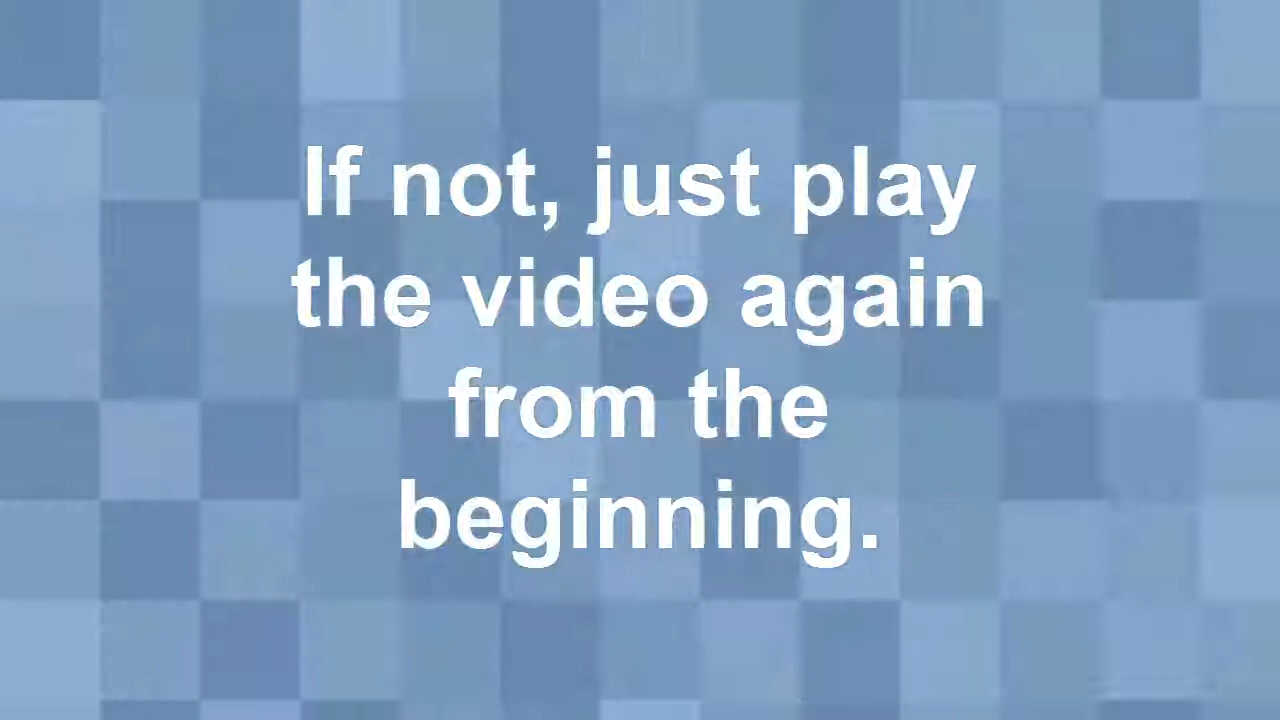 If not, just play
the video again
from the
beginning.